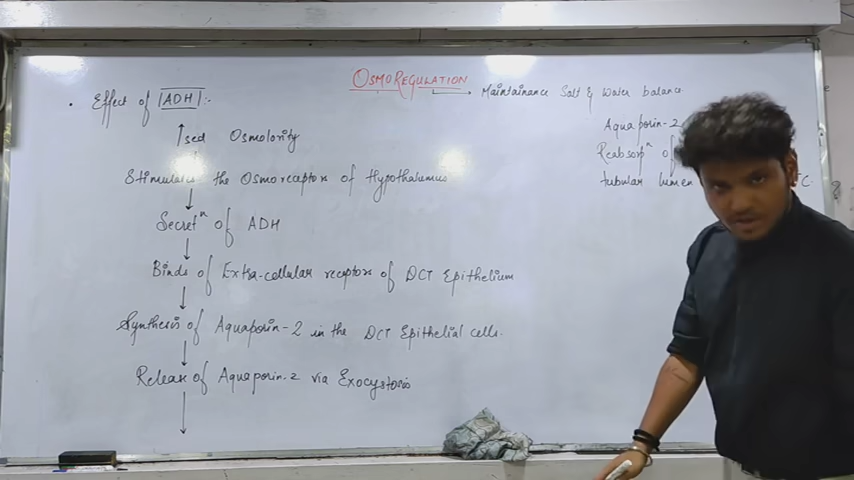 OSMOREGULATION
Maintainance Salt & Water balance
• Effect of ADH :-
↑sed Osmolority
Stimulates the Osmoreceptors of Hypothalamus
↓
Secretn of ADH
↓
Binds of Extra-cellular receptors of DCT Epithelium
↓
Synthesis of Aquaporin-2 in the DCT Epithelial cells.
↓
Release of Aquaporin-2 via Exocytosis
↓
Aquaporin-2
Reabsorpn of
tubular lumen